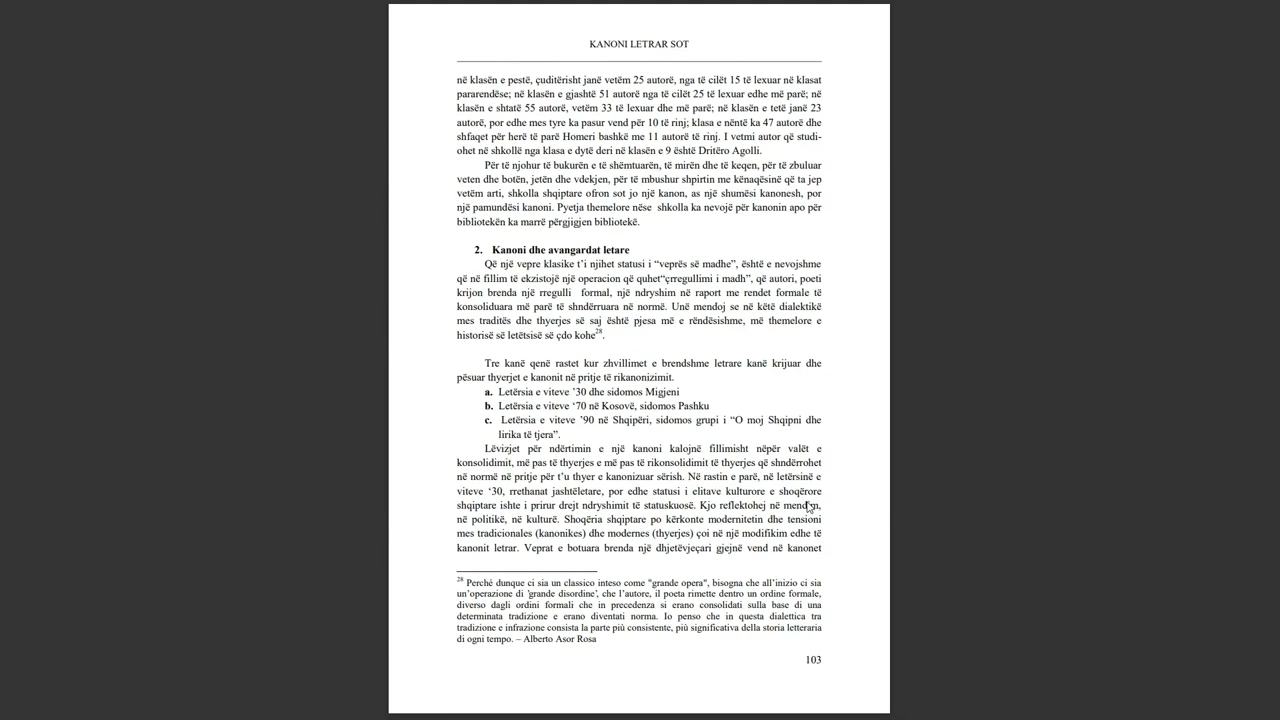 KANONI LETRAR SOT
në klasën e pestë, çuditërisht janë vetëm 25 autorë, nga të cilët 15 të lexuar në klasat
pararendëse; në klasën e gjashtë 51 autorë nga të cilët 25 të lexuar edhe më parë; në
klasën e shtatë 55 autorë, vetëm 33 të lexuar dhe më parë; në klasën e tetë janë 23
autorë, por edhe mes tyre ka pasur vend për 10 të rinj; klasa e nëntë ka 47 autorë dhe
shfaqet për herë të parë Homeri bashkë me 11 autorë të rinj. I vetmi autor që studi-
ohet në shkollë nga klasa e dytë deri në klasën e 9 është Dritëro Agolli.
Për të njohur të bukurën e të shëmtuarën, të mirën dhe të keqen, për të zbuluar
veten dhe botën, jetën dhe vdekjen, për të mbushur shpirtin me kënaqësinë që ta jep
vetëm arti, shkolla shqiptare ofron sot jo një kanon, as një shumësi kanonesh, por
një pamundësi kanoni. Pyetja themelore nëse  shkolla ka nevojë për kanonin apo për
bibliotekën ka marrë përgjigjen bibliotekë.
2. Kanoni dhe avangardat letare
Që një vepre klasike t’i njihet statusi i “veprës së madhe”, është e nevojshme
që në fillim të ekzistojë një operacion që quhet“çrregullimi i madh”, që autori, poeti
krijon brenda një rregulli  formal, një ndryshim në raport me rendet formale të
konsoliduara më parë të shndërruara në normë. Unë mendoj se në këtë dialektikë
mes traditës dhe thyerjes së saj është pjesa më e rëndësishme, më themelore e
historisë së letëtsisë së çdo kohe28.
Tre kanë qenë rastet kur zhvillimet e brendshme letrare kanë krijuar dhe
pësuar thyerjet e kanonit në pritje të rikanonizimit.
a. Letërsia e viteve ’30 dhe sidomos Migjeni
b. Letërsia e viteve ‘70 në Kosovë, sidomos Pashku
c. Letërsia e viteve ’90 në Shqipëri, sidomos grupi i “O moj Shqipni dhe
lirika të tjera”.
Lëvizjet për ndërtimin e një kanoni kalojnë fillimisht nëpër valët e
konsolidimit, më pas të thyerjes e më pas të rikonsolidimit të thyerjes që shndërrohet
në normë në pritje për t’u thyer e kanonizuar sërish. Në rastin e parë, në letërsinë e
viteve ‘30, rrethanat jashtëletare, por edhe statusi i elitave kulturore e shoqërore
shqiptare ishte i prirur drejt ndryshimit të statuskuosë. Kjo reflektohej në mendim,
në politikë, në kulturë. Shoqëria shqiptare po kërkonte modernitetin dhe tensioni
mes tradicionales (kanonikes) dhe modernes (thyerjes) çoi në një modifikim edhe të
kanonit letrar. Veprat e botuara brenda një dhjetëvjeçari gjejnë vend në kanonet
28 Perché dunque ci sia un classico inteso come "grande opera", bisogna che all’inizio ci sia
un’operazione di 'grande disordine', che l’autore, il poeta rimette dentro un ordine formale,
diverso dagli ordini formali che in precedenza si erano consolidati sulla base di una
determinata tradizione e erano diventati norma. Io penso che in questa dialettica tra
tradizione e infrazione consista la parte più consistente, più significativa della storia letteraria
di ogni tempo. – Alberto Asor Rosa
103